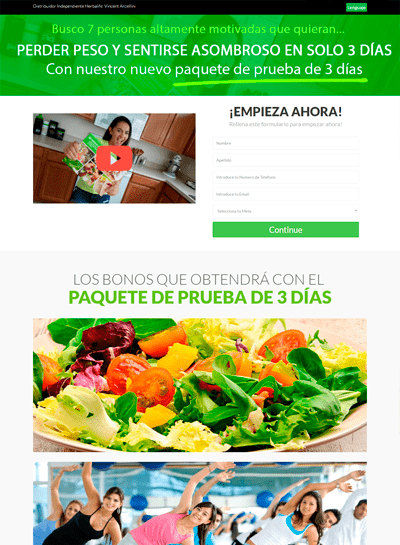 Distribuidor Independiente Herbalife: Vincent Arcellini
Lenguaje
Busco 7 personas altamente motivadas que quieran...
PERDER PESO Y SENTIRSE ASOMBROSO EN SOLO 3 DÍAS
Con nuestro nuevo paquete de prueba de 3 días
¡EMPIEZA AHORA!
Rellena este formulario para empezar ahora!
Nombre
Apellido
Introduce tu Número de Teléfono
Introduce tu Email
Selecciona tu Meta
Continue
LOS BONOS QUE OBTENDRÁ CON EL
PAQUETE DE PRUEBA DE 3 DÍAS